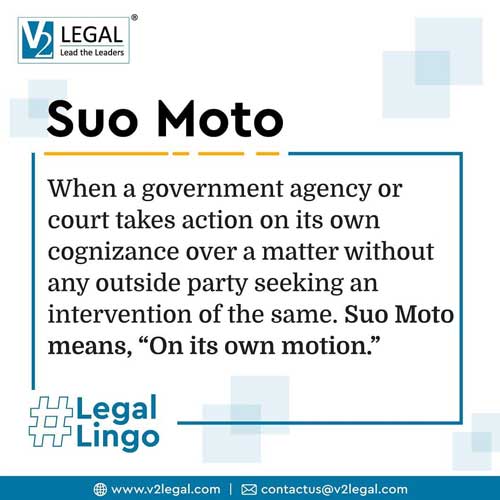 V2 LEGAL ®
Lead the Leaders
Suo Moto
When a government agency or
court takes action on its own
cognizance over a matter without
any outside party seeking an
intervention of the same. Suo Moto
means, “On its own motion.”
#Legal
Lingo
www.v2legal.com | contactus@v2legal.com